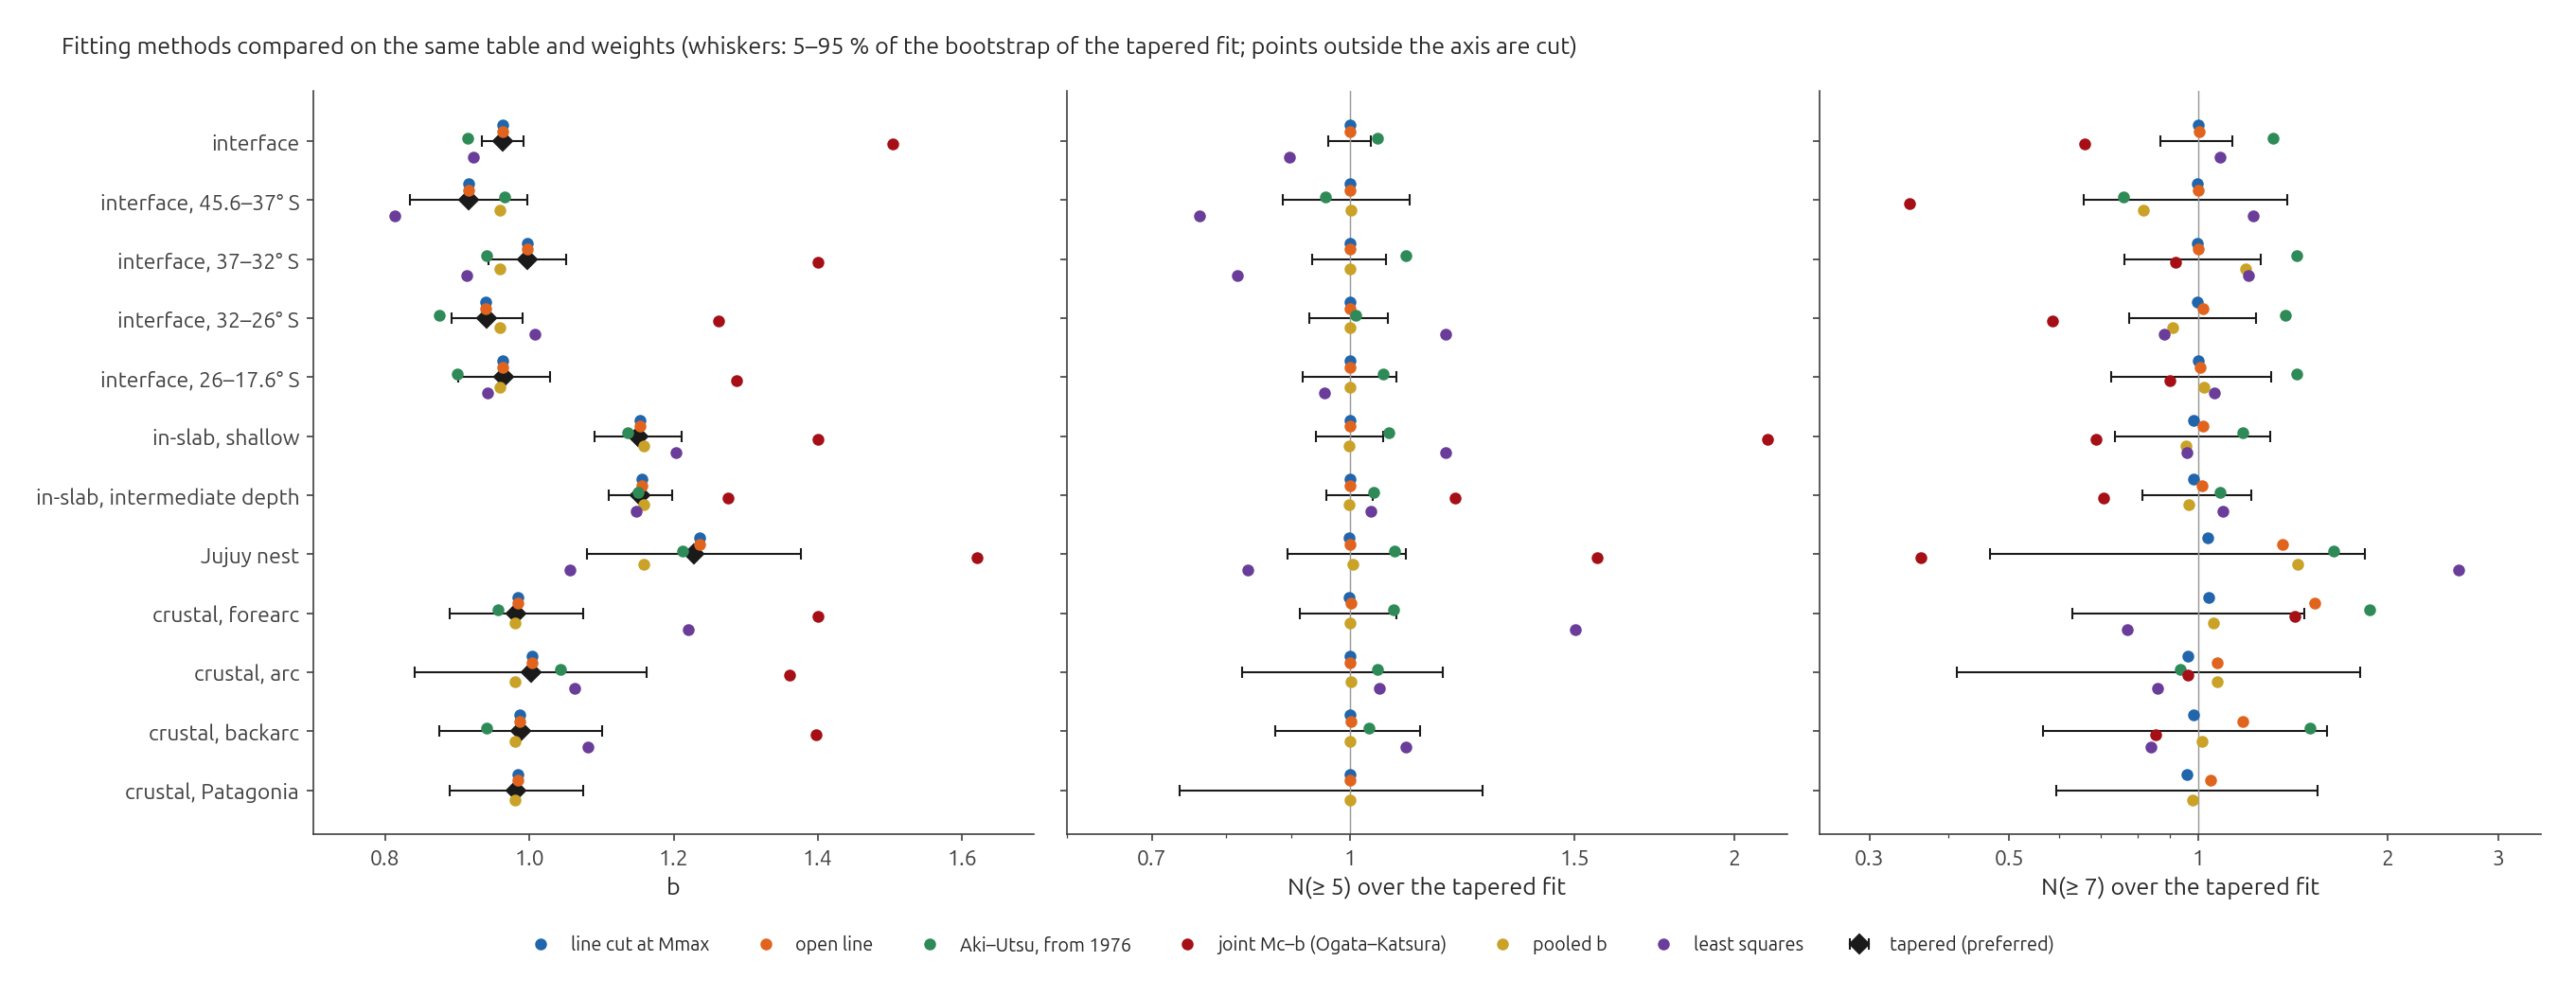 Fitting methods compared on the same table and weights (whiskers: 5–95 % of the bootstrap of the tapered fit; points outside the axis are cut)
interface
interface, 45.6–37° S
interface, 37–32° S
interface, 32–26° S
interface, 26–17.6° S
in-slab, shallow
in-slab, intermediate depth
Jujuy nest
crustal, forearc
crustal, arc
crustal, backarc
crustal, Patagonia
0.8 1.0 1.2 1.4 1.6
b
0.7 1 1.5 2
N(≥ 5) over the tapered fit
0.3 0.5 1 2 3
N(≥ 7) over the tapered fit
line cut at Mmax open line Aki–Utsu, from 1976 joint Mc–b (Ogata–Katsura) pooled b least squares tapered (preferred)